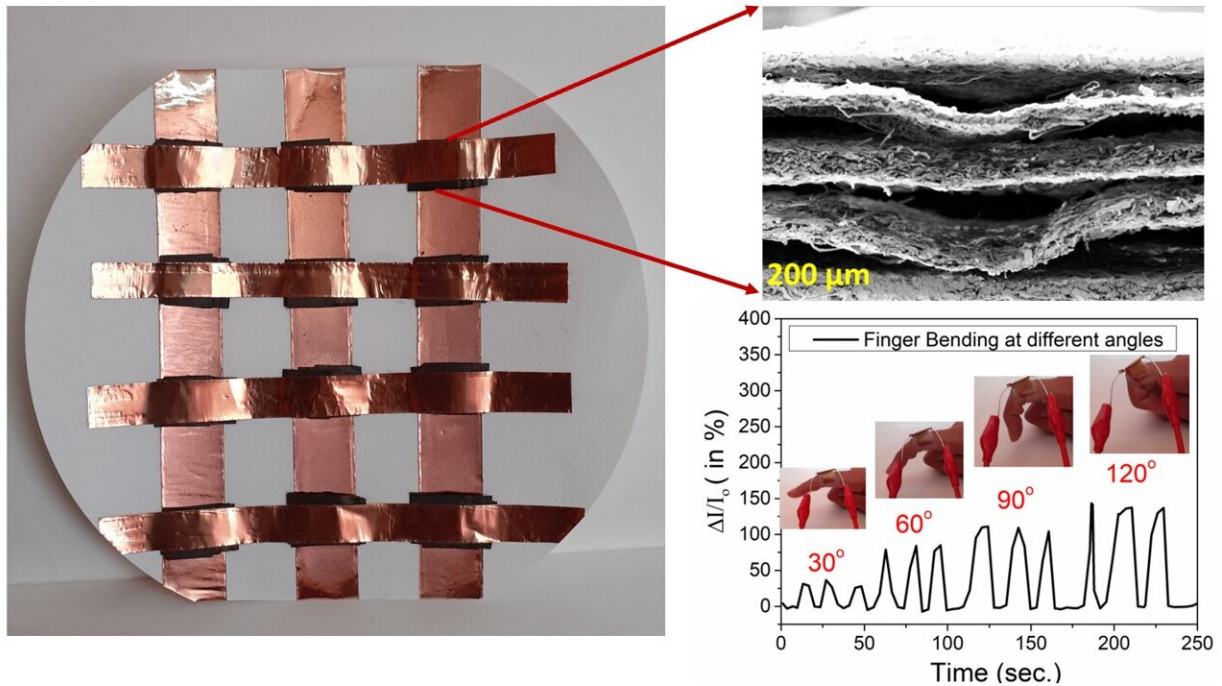 200 μm
400
350
300
250
200
150
100
50
0
ΔI/I₀ ( in %)
Finger Bending at different angles
30°
60°
90°
120°
0 50 100 150 200 250
Time (sec.)